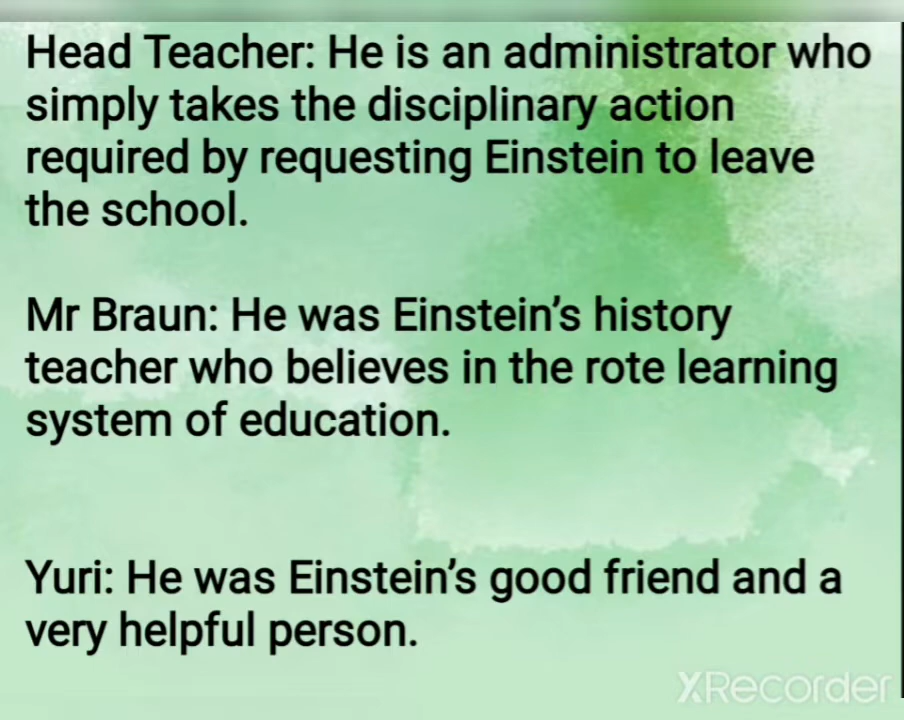 Head Teacher: He is an administrator who
simply takes the disciplinary action
required by requesting Einstein to leave
the school.
Mr Braun: He was Einstein’s history
teacher who believes in the rote learning
system of education.
Yuri: He was Einstein’s good friend and a
very helpful person.
XRecorder